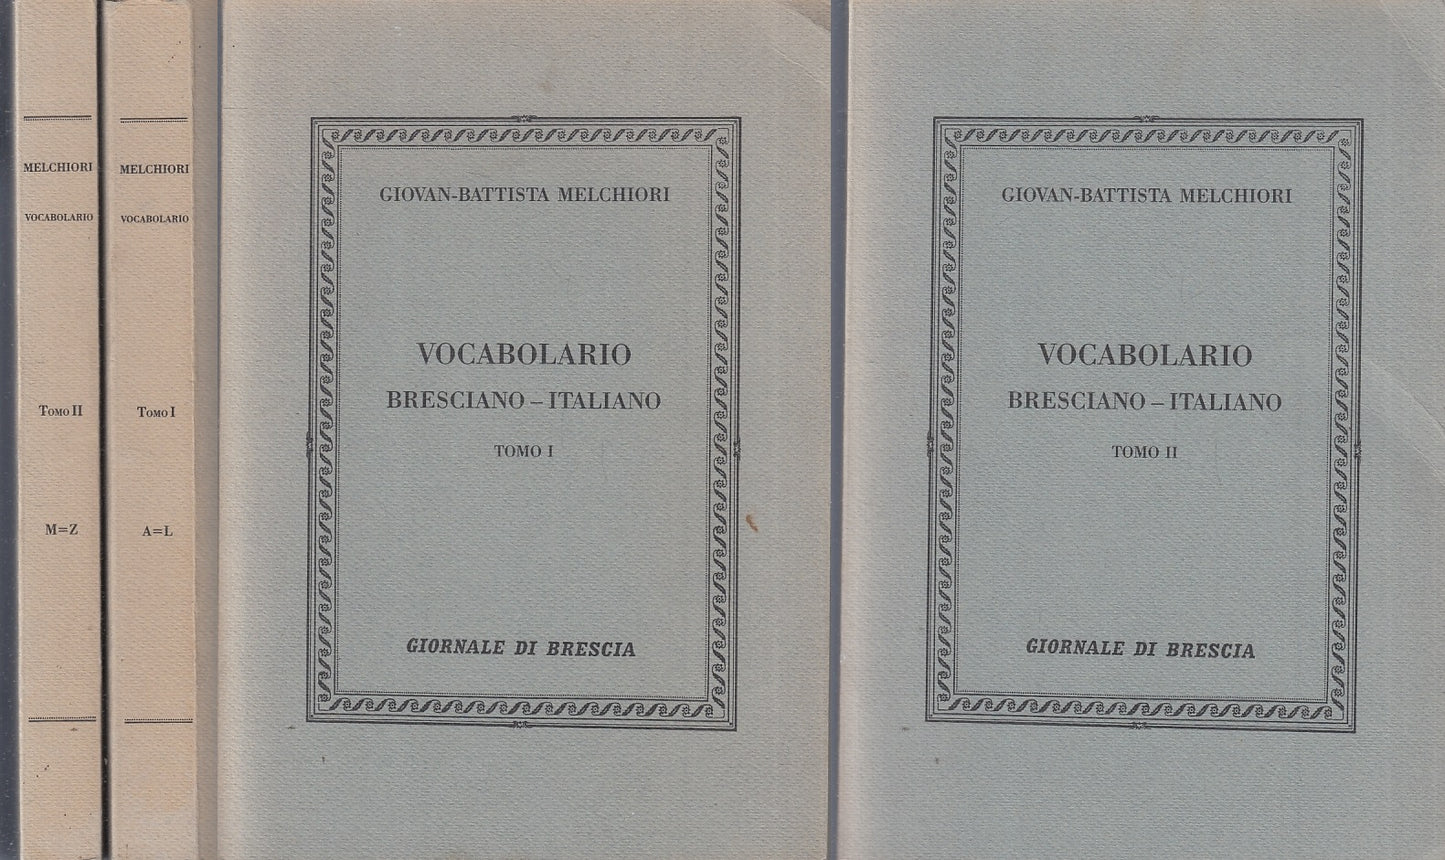 MELCHIORI
VOCABOLARIO
TOMO II
M=Z
MELCHIORI
VOCABOLARIO
TOMO I
A=L
GIOVAN-BATTISTA MELCHIORI
VOCABOLARIO
BRESCIANO – ITALIANO
TOMO I
GIORNALE DI BRESCIA
GIOVAN-BATTISTA MELCHIORI
VOCABOLARIO
BRESCIANO – ITALIANO
TOMO II
GIORNALE DI BRESCIA